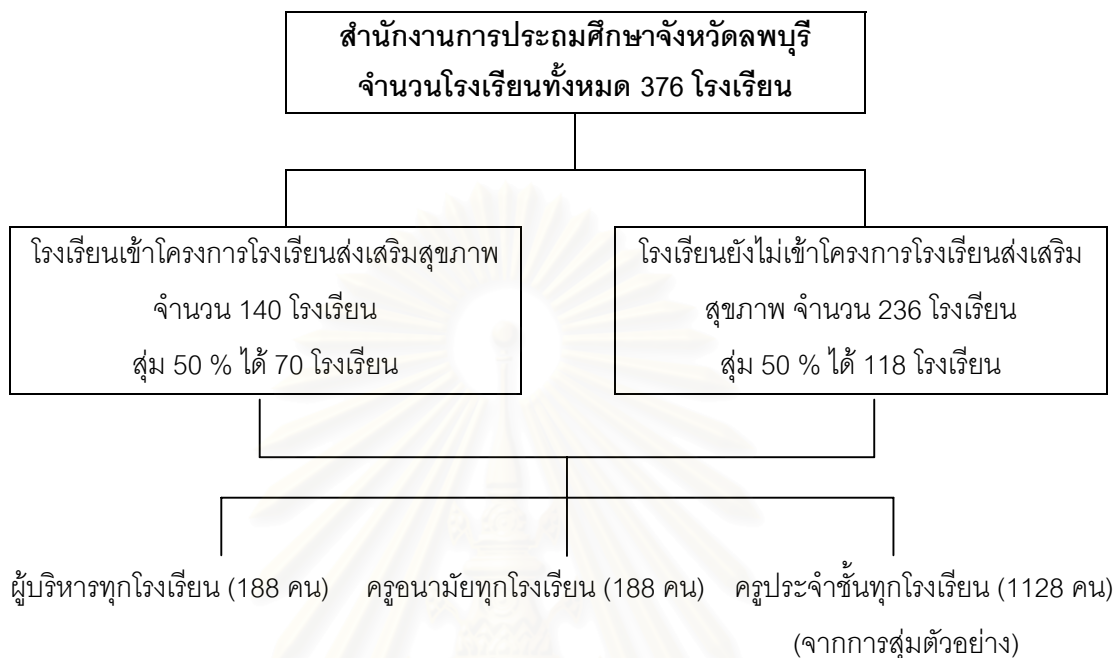 สำนักงานการประถมศึกษาจังหวัดลพบุรี
จำนวนโรงเรียนทั้งหมด 376 โรงเรียน
โรงเรียนเข้าโครงการโรงเรียนส่งเสริมสุขภาพ
จำนวน 140 โรงเรียน
สุ่ม 50 % ได้ 70 โรงเรียน
โรงเรียนยังไม่เข้าโครงการโรงเรียนส่งเสริม
สุขภาพ จำนวน 236 โรงเรียน
สุ่ม 50 % ได้ 118 โรงเรียน
ผู้บริหารทุกโรงเรียน (188 คน)
ครูอนามัยทุกโรงเรียน (188 คน)
ครูประจำชั้นทุกโรงเรียน (1128 คน)
(จากการสุ่มตัวอย่าง)